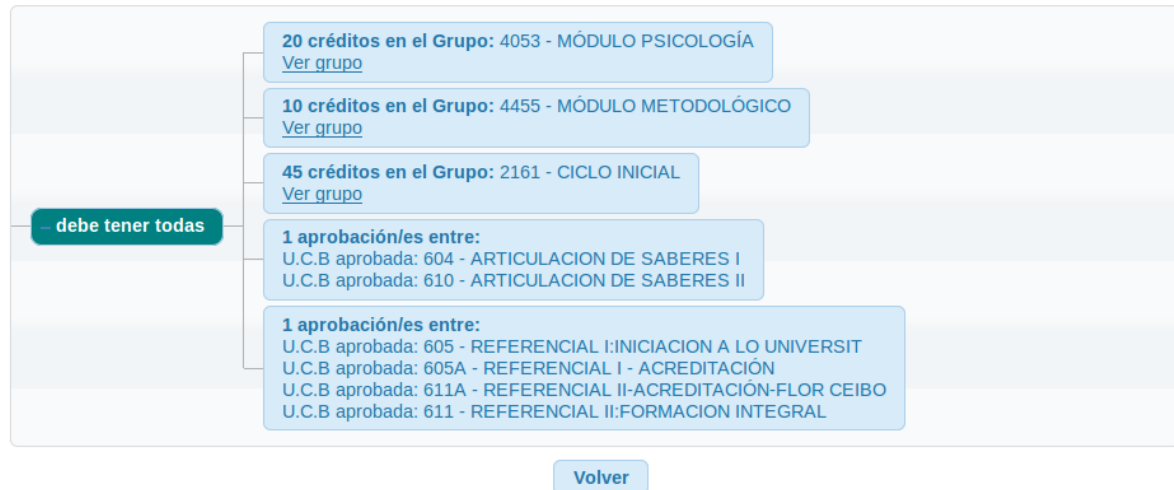 20 créditos en el Grupo: 4053 - MÓDULO PSICOLOGÍA
Ver grupo
10 créditos en el Grupo: 4455 - MÓDULO METODOLÓGICO
Ver grupo
45 créditos en el Grupo: 2161 - CICLO INICIAL
Ver grupo
– debe tener todas
1 aprobación/es entre:
U.C.B aprobada: 604 - ARTICULACION DE SABERES I
U.C.B aprobada: 610 - ARTICULACION DE SABERES II
1 aprobación/es entre:
U.C.B aprobada: 605 - REFERENCIAL I:INICIACION A LO UNIVERSIT
U.C.B aprobada: 605A - REFERENCIAL I - ACREDITACIÓN
U.C.B aprobada: 611A - REFERENCIAL II-ACREDITACIÓN-FLOR CEIBO
U.C.B aprobada: 611 - REFERENCIAL II:FORMACION INTEGRAL
Volver